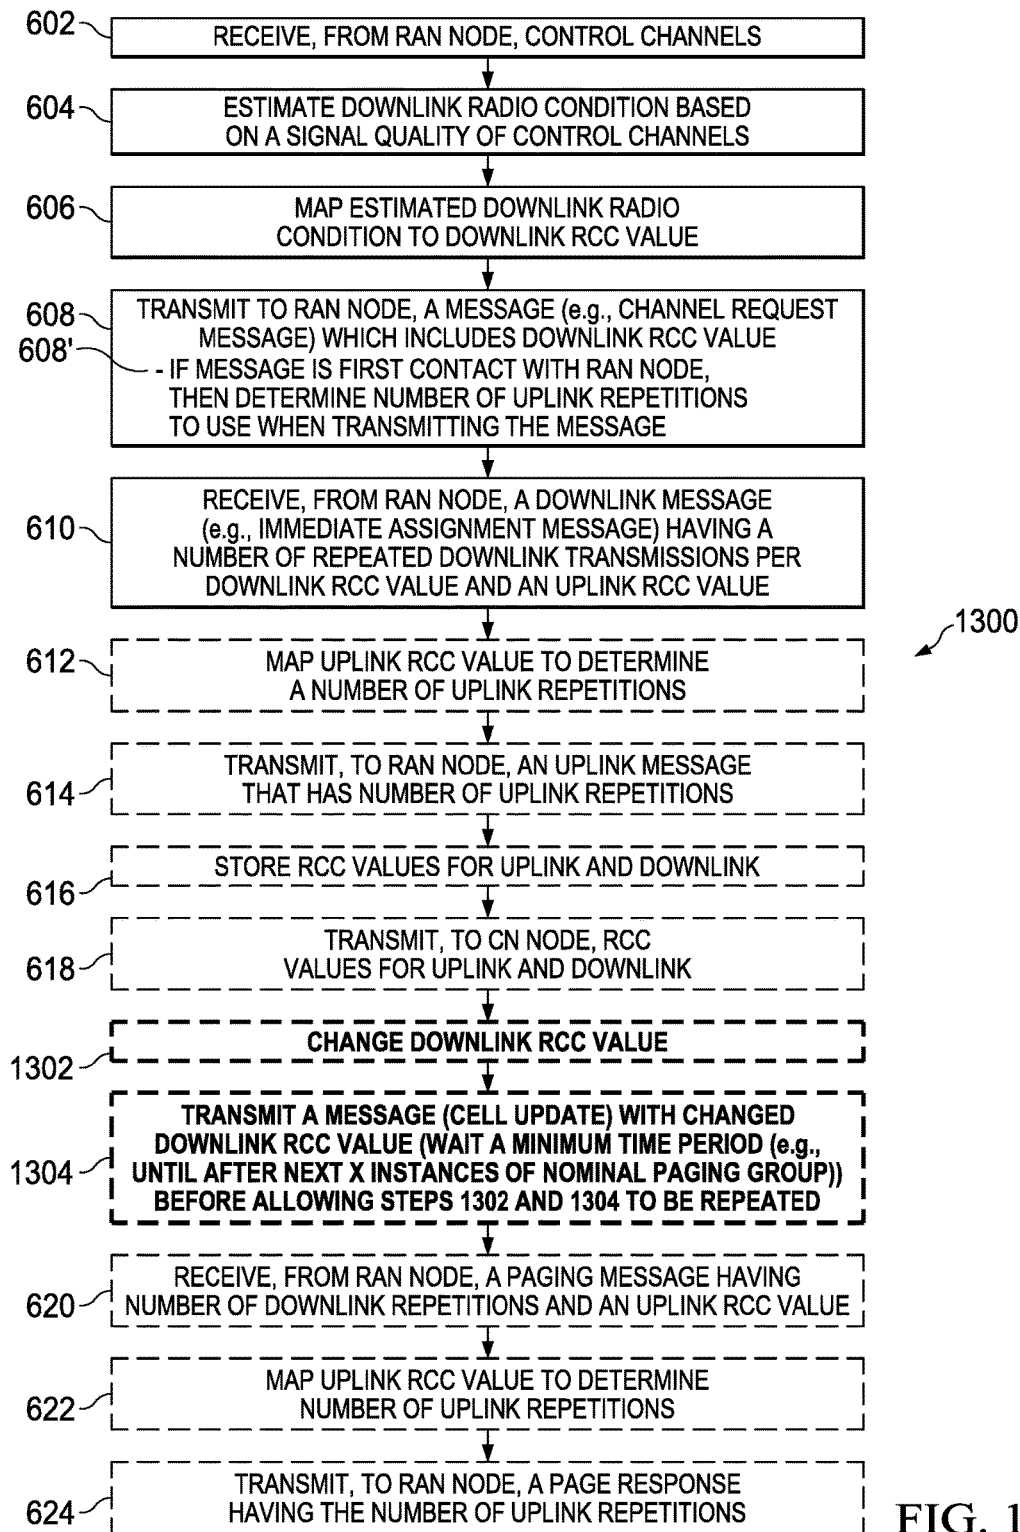 602
RECEIVE, FROM RAN NODE, CONTROL CHANNELS
604
ESTIMATE DOWNLINK RADIO CONDITION BASED
ON A SIGNAL QUALITY OF CONTROL CHANNELS
606
MAP ESTIMATED DOWNLINK RADIO
CONDITION TO DOWNLINK RCC VALUE
608
TRANSMIT TO RAN NODE, A MESSAGE (e.g., CHANNEL REQUEST
MESSAGE) WHICH INCLUDES DOWNLINK RCC VALUE
608'
- IF MESSAGE IS FIRST CONTACT WITH RAN NODE,
THEN DETERMINE NUMBER OF UPLINK REPETITIONS
TO USE WHEN TRANSMITTING THE MESSAGE
610
RECEIVE, FROM RAN NODE, A DOWNLINK MESSAGE
(e.g., IMMEDIATE ASSIGNMENT MESSAGE) HAVING A
NUMBER OF REPEATED DOWNLINK TRANSMISSIONS PER
DOWNLINK RCC VALUE AND AN UPLINK RCC VALUE
1300
612
MAP UPLINK RCC VALUE TO DETERMINE
A NUMBER OF UPLINK REPETITIONS
614
TRANSMIT, TO RAN NODE, AN UPLINK MESSAGE
THAT HAS NUMBER OF UPLINK REPETITIONS
616
STORE RCC VALUES FOR UPLINK AND DOWNLINK
618
TRANSMIT, TO CN NODE, RCC
VALUES FOR UPLINK AND DOWNLINK
1302
CHANGE DOWNLINK RCC VALUE
1304
TRANSMIT A MESSAGE (CELL UPDATE) WITH CHANGED
DOWNLINK RCC VALUE (WAIT A MINIMUM TIME PERIOD (e.g.,
UNTIL AFTER NEXT X INSTANCES OF NOMINAL PAGING GROUP))
BEFORE ALLOWING STEPS 1302 AND 1304 TO BE REPEATED
620
RECEIVE, FROM RAN NODE, A PAGING MESSAGE HAVING
NUMBER OF DOWNLINK REPETITIONS AND AN UPLINK RCC VALUE
622
MAP UPLINK RCC VALUE TO DETERMINE
NUMBER OF UPLINK REPETITIONS
624
TRANSMIT, TO RAN NODE, A PAGE RESPONSE
HAVING THE NUMBER OF UPLINK REPETITIONS
FIG. 1